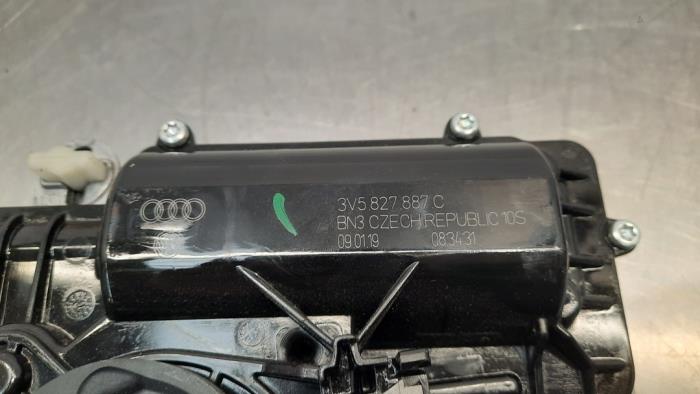 3V5 827 887 C
BN3 CZECH REPUBLIC 10S
09.01.19 083431